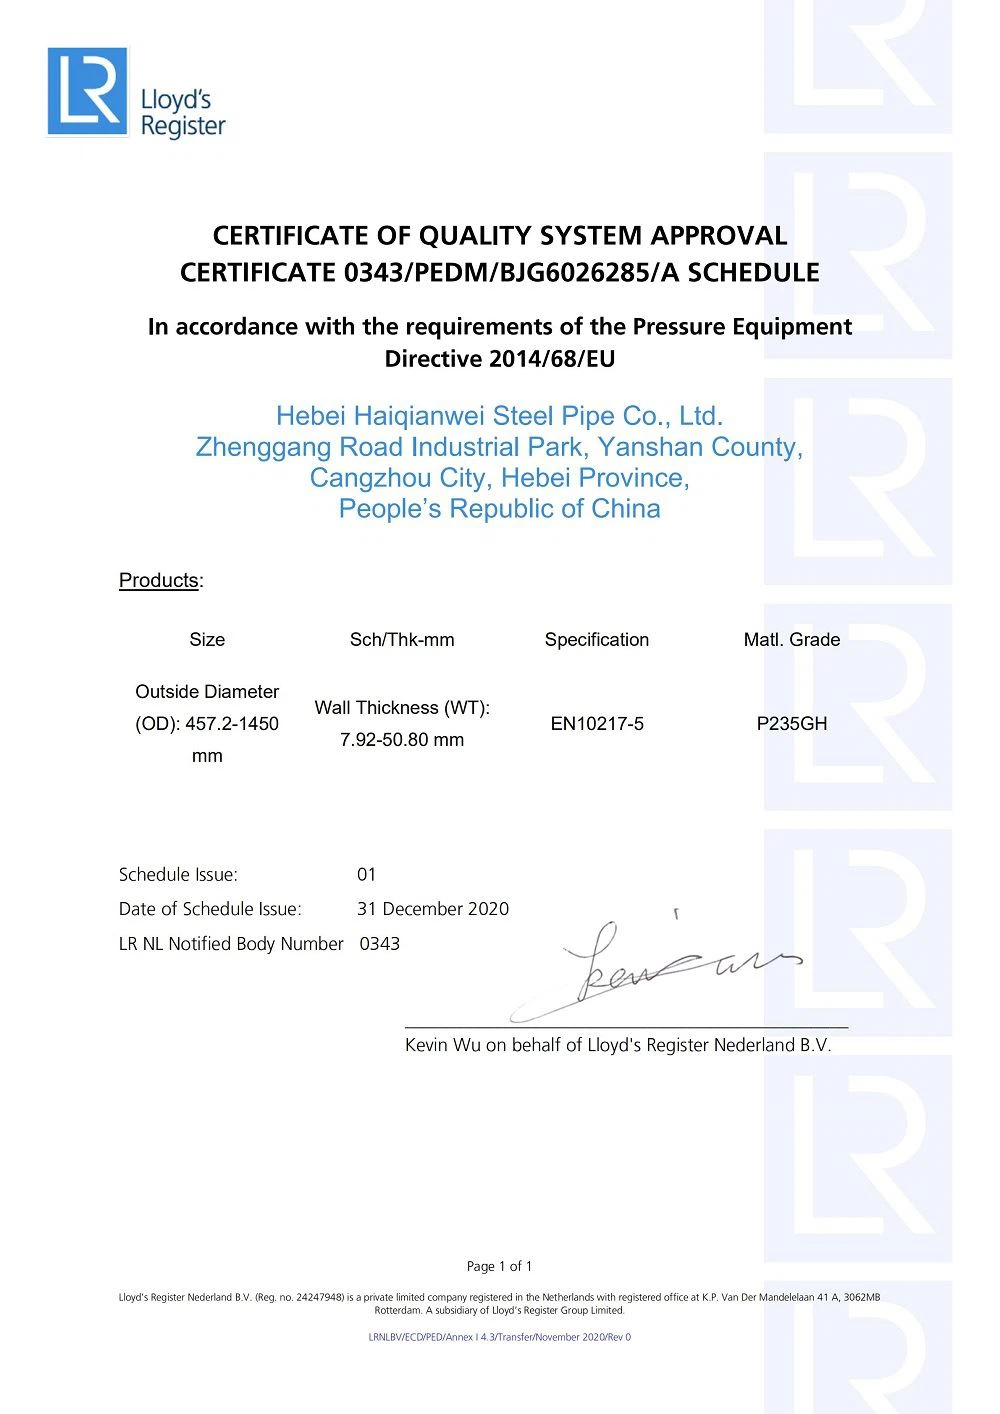 LR
Lloyd's
Register
CERTIFICATE OF QUALITY SYSTEM APPROVAL
CERTIFICATE 0343/PEDM/BJG6026285/A SCHEDULE
In accordance with the requirements of the Pressure Equipment
Directive 2014/68/EU
Hebei Haiqianwei Steel Pipe Co., Ltd.
Zhenggang Road Industrial Park, Yanshan County,
Cangzhou City, Hebei Province,
People’s Republic of China
Products:
Size Sch/Thk-mm Specification Matl. Grade
Outside Diameter
(OD): 457.2-1450
mm
Wall Thickness (WT):
7.92-50.80 mm
EN10217-5
P235GH
Schedule Issue: 01
Date of Schedule Issue: 31 December 2020
LR NL Notified Body Number 0343
Kevin Wu on behalf of Lloyd's Register Nederland B.V.
Page 1 of 1
Lloyd's Register Nederland B.V. (Reg. no. 24247948) is a private limited company registered in the Netherlands with registered office at K.P. Van Der Mandelelaan 41 A, 3062MB
Rotterdam. A subsidiary of Lloyd's Register Group Limited.
LRNLBV/ECD/PED/Annex I 4.3/Transfer/November 2020/Rev 0